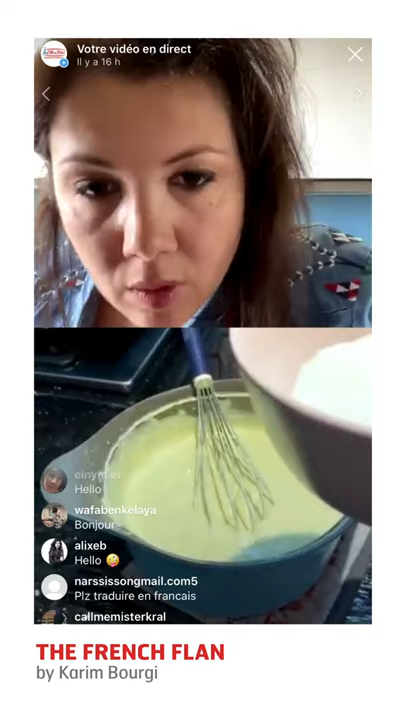 Votre vidéo en direct
Il y a 16 h
Hello
wafabenkelaya
Bonjour
alixeb
Hello 🤪
narssissongmail.com5
Plz traduire en francais
callmemisterkral
THE FRENCH FLAN
by Karim Bourgi